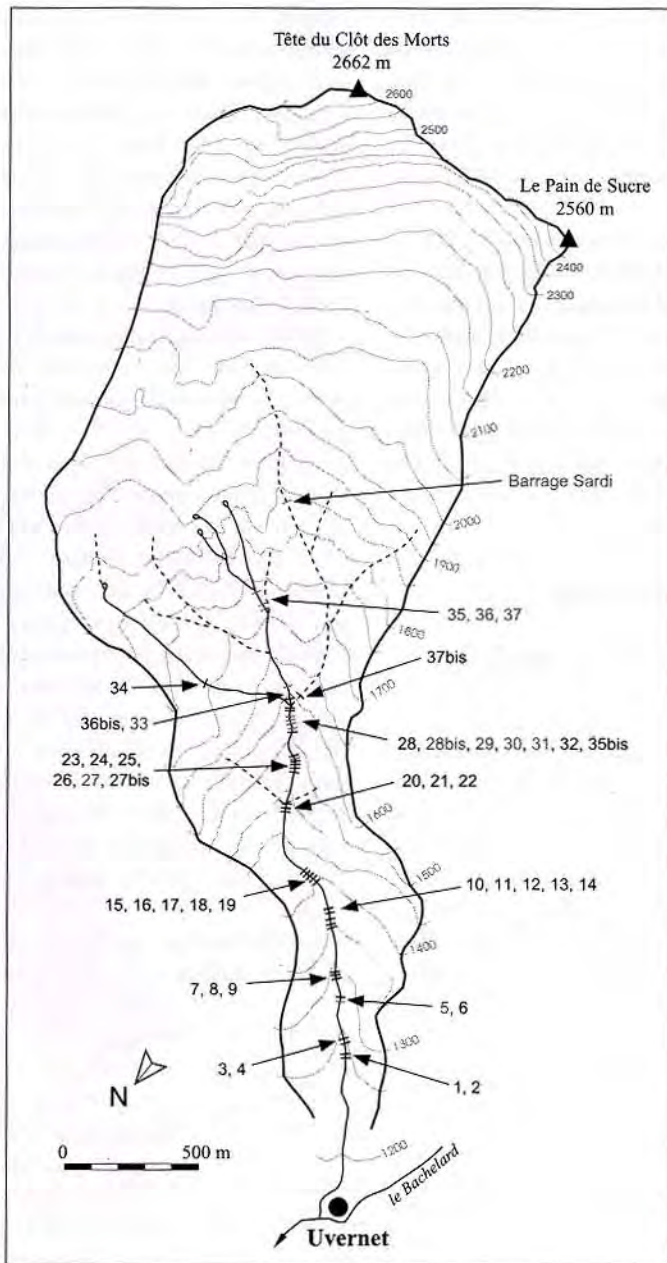 Tête du Clôt des Morts
2662 m
2600
2500
Le Pain de Sucre
2560 m
2400
2300
2200
2100
Barrage Sardi
2000
1900
35, 36, 37
1600
37bis
34
1700
36bis, 33
28, 28bis, 29, 30, 31, 32, 35bis
23, 24, 25,
26, 27, 27bis
20, 21, 22
1600
1500
10, 11, 12, 13, 14
15, 16, 17, 18, 19
1400
7, 8, 9
5, 6
1300
3, 4
1, 2
N
0 500 m
1200
le Bachelard
Uvernet